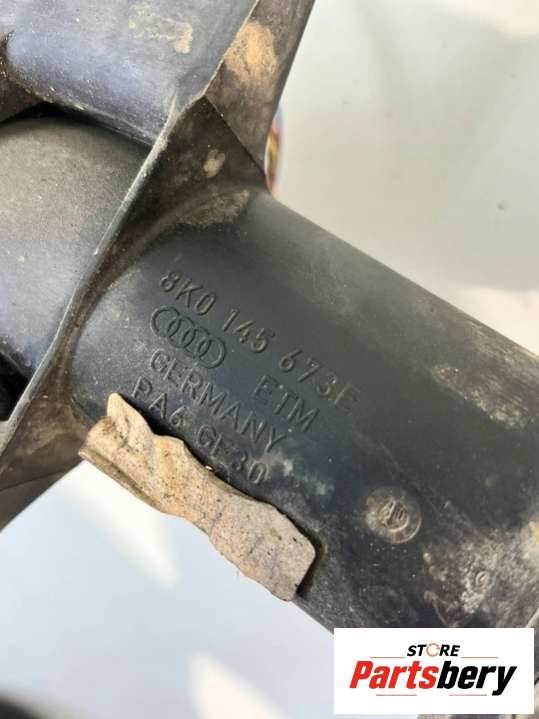 8K0 145 673E
ETM
GERMANY
PA6 GF30
STORE
Partsbery